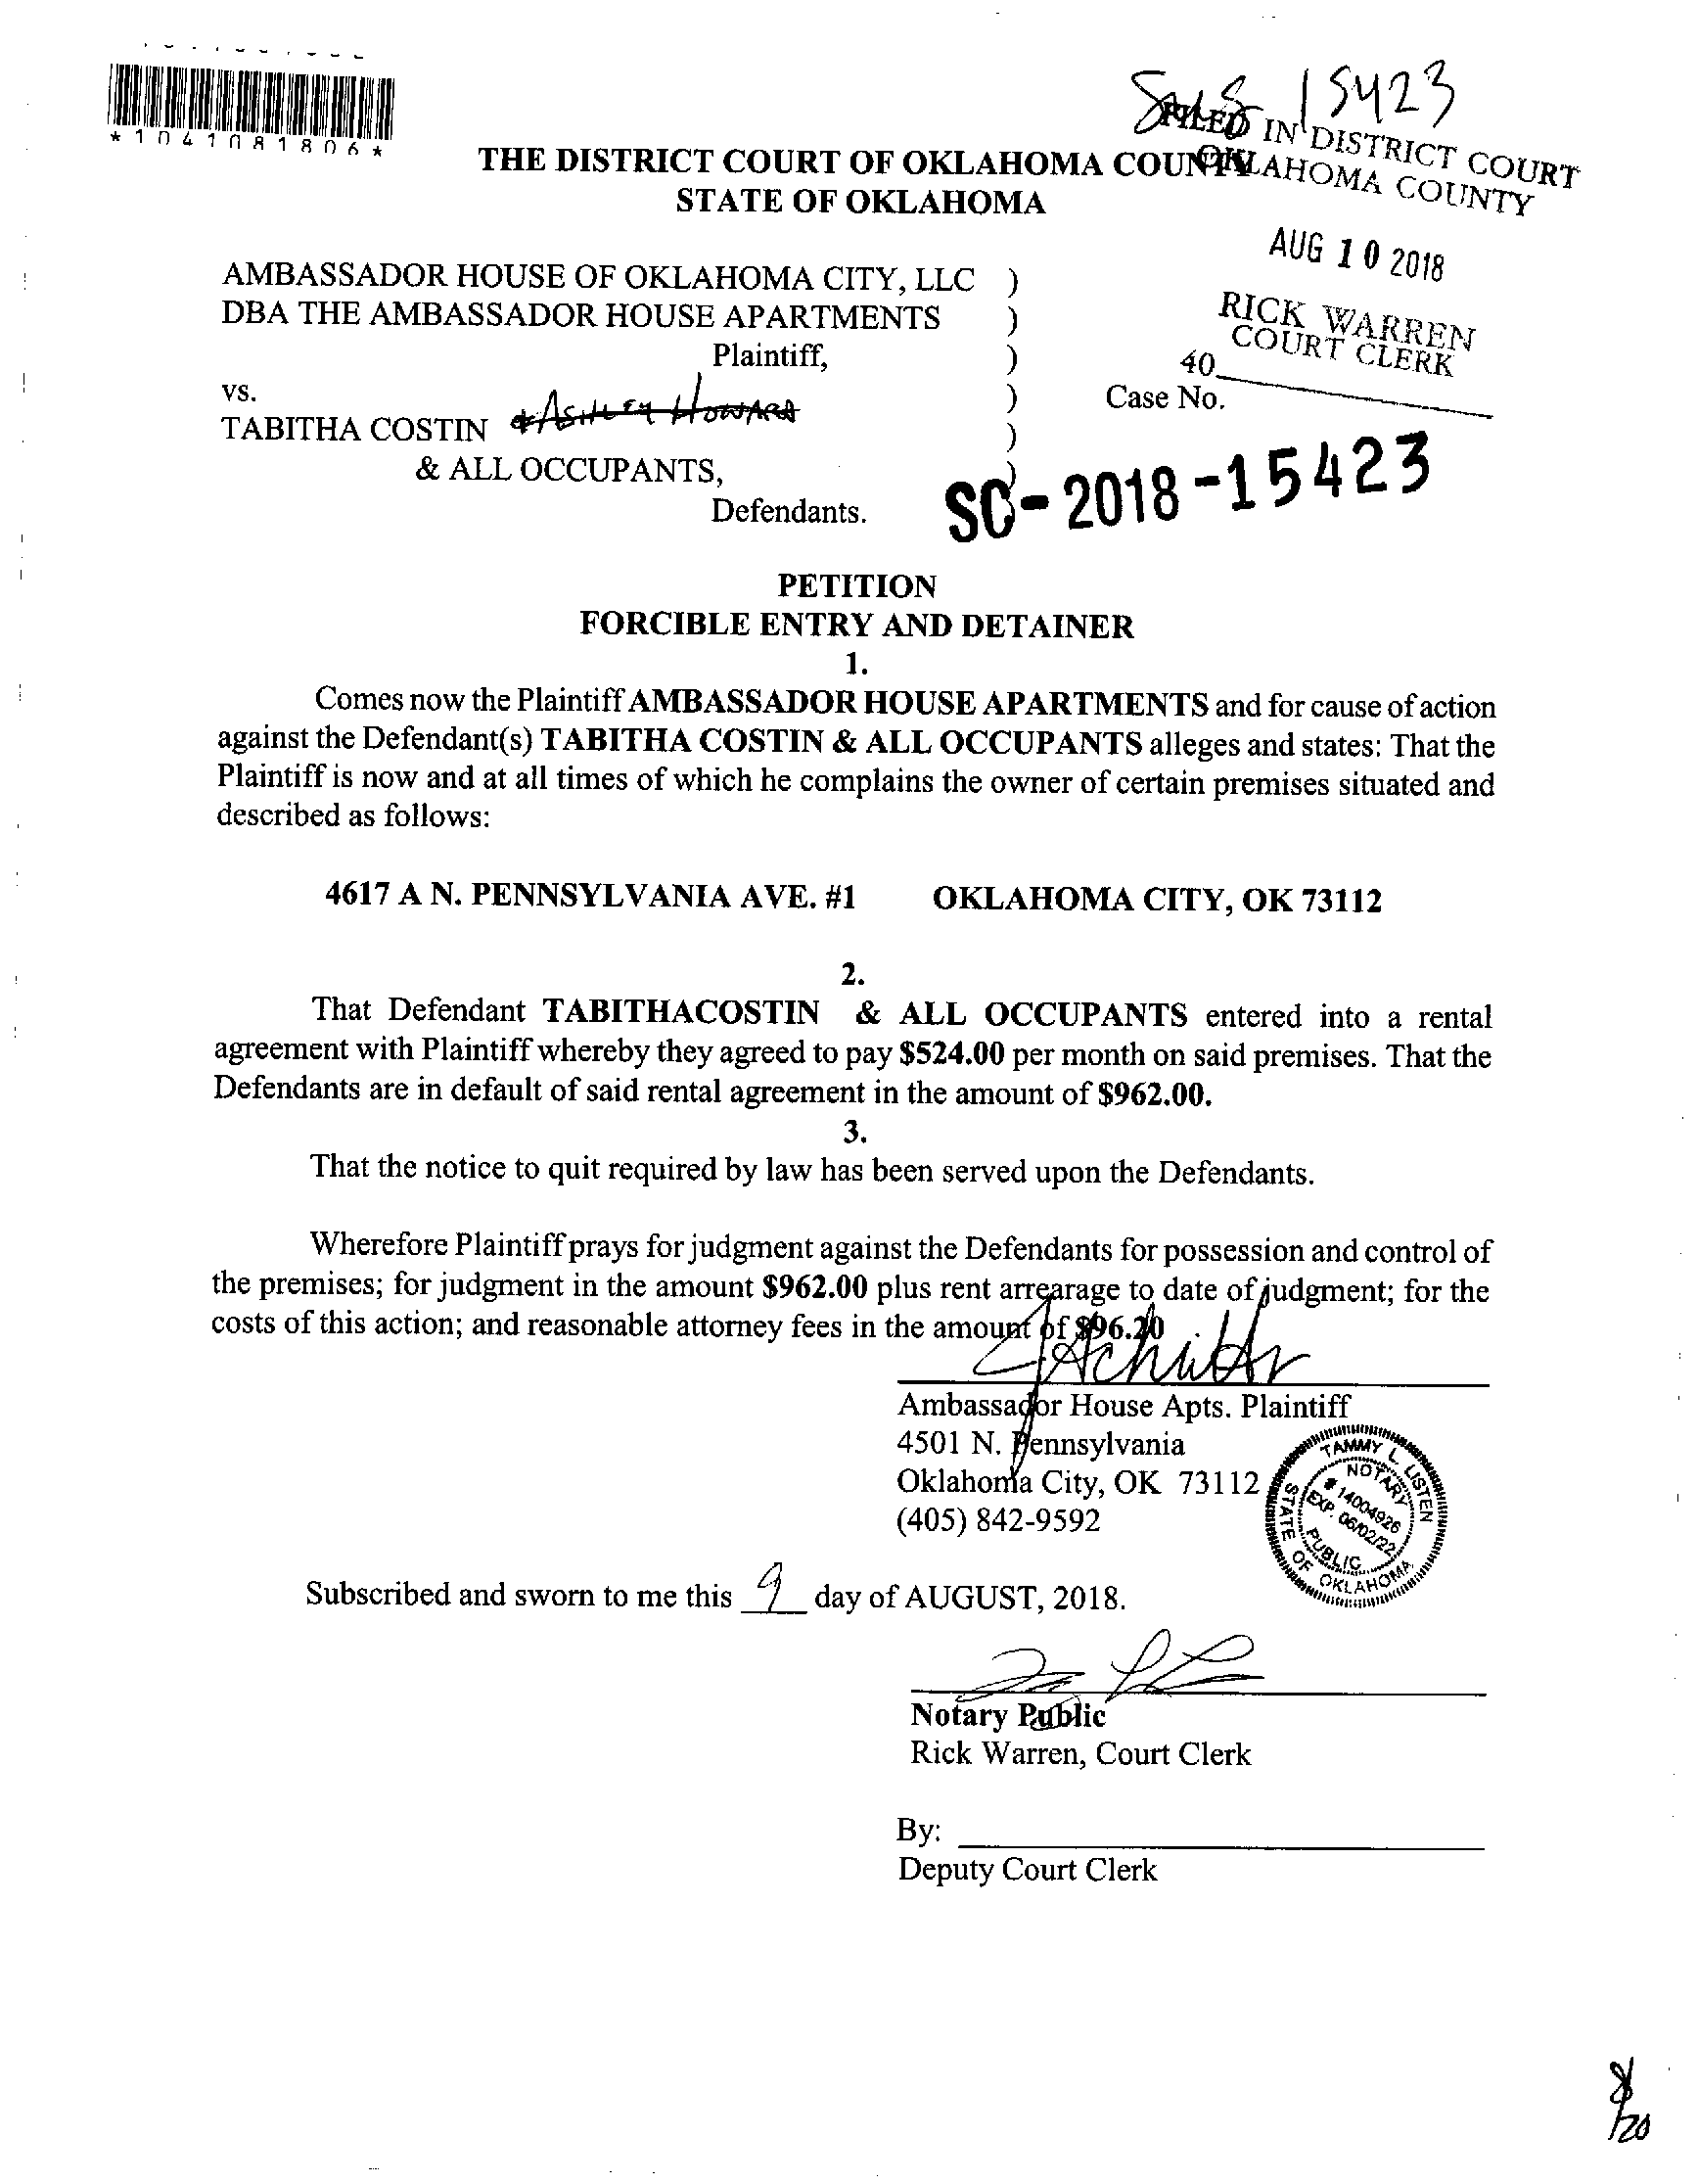 *1041081806*
15423
FILED IN DISTRICT COURT
OKLAHOMA COUNTY
THE DISTRICT COURT OF OKLAHOMA COUNTY
STATE OF OKLAHOMA
AUG 10 2018
RICK WARREN
COURT CLERK
40
AMBASSADOR HOUSE OF OKLAHOMA CITY, LLC )
DBA THE AMBASSADOR HOUSE APARTMENTS )
Plaintiff, )
vs. ) Case No.
TABITHA COSTIN & ASHLEY HOWARD )
& ALL OCCUPANTS, )
Defendants.
SC-2018-15423
PETITION
FORCIBLE ENTRY AND DETAINER
1.
Comes now the Plaintiff AMBASSADOR HOUSE APARTMENTS and for cause of action
against the Defendant(s) TABITHA COSTIN & ALL OCCUPANTS alleges and states: That the
Plaintiff is now and at all times of which he complains the owner of certain premises situated and
described as follows:
4617 A N. PENNSYLVANIA AVE. #1 OKLAHOMA CITY, OK 73112
2.
That Defendant TABITHACOSTIN & ALL OCCUPANTS entered into a rental
agreement with Plaintiff whereby they agreed to pay $524.00 per month on said premises. That the
Defendants are in default of said rental agreement in the amount of $962.00.
3.
That the notice to quit required by law has been served upon the Defendants.
Wherefore Plaintiff prays for judgment against the Defendants for possession and control of
the premises; for judgment in the amount $962.00 plus rent arrearage to date of judgment; for the
costs of this action; and reasonable attorney fees in the amount of $96.20
Ambassador House Apts. Plaintiff
4501 N. Pennsylvania
Oklahoma City, OK 73112
(405) 842-9592
TAMMY L. LISTEN
NOTARY
# 14004926
EXP. 06/02/22
PUBLIC
STATE OF OKLAHOMA
Subscribed and sworn to me this 9 day of AUGUST, 2018.
Notary Public
Rick Warren, Court Clerk
By:
Deputy Court Clerk
8/20